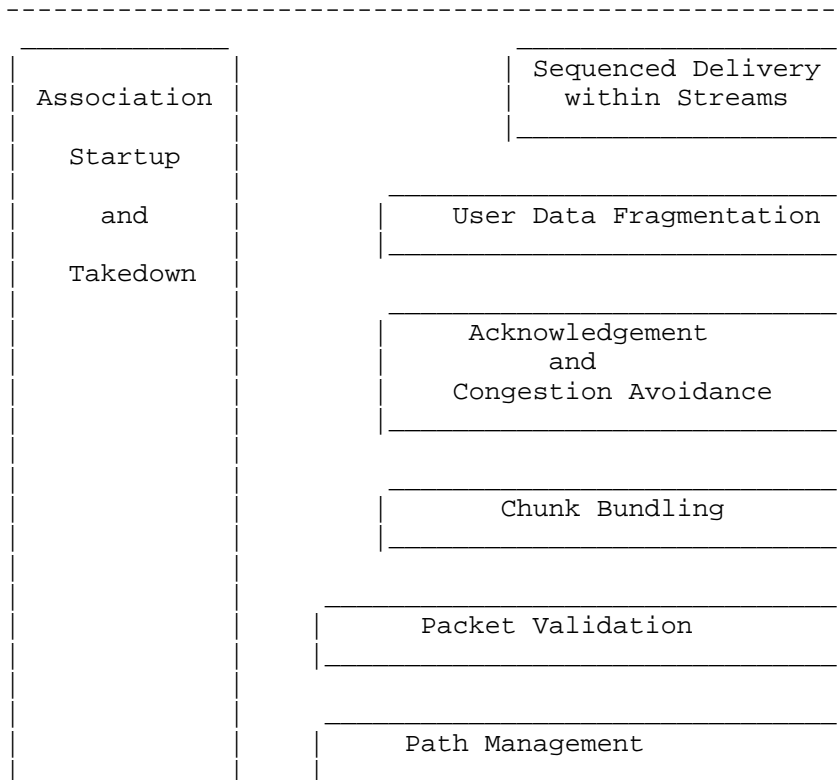 Association
Startup
and
Takedown
Sequenced Delivery
within Streams
User Data Fragmentation
Acknowledgement
and
Congestion Avoidance
Chunk Bundling
Packet Validation
Path Management